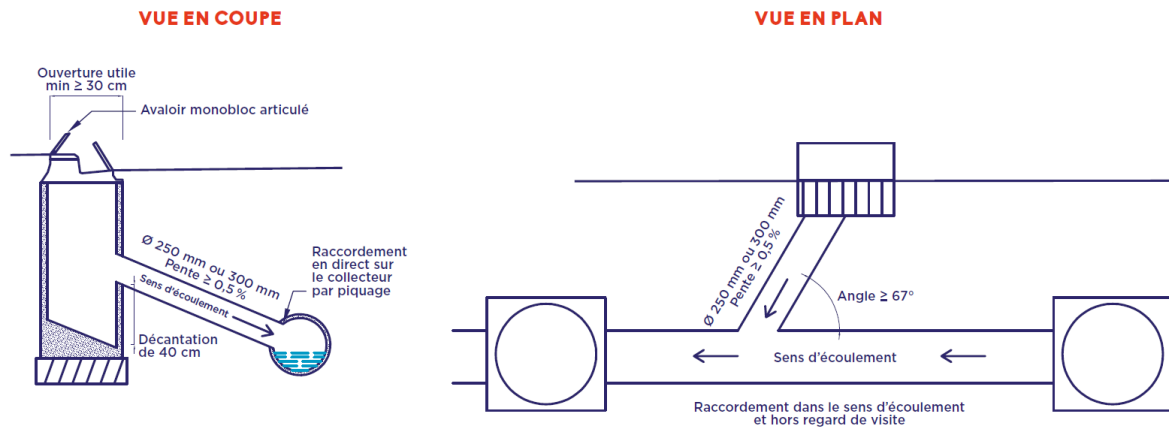 VUE EN COUPE
Ouverture utile
min ≥ 30 cm
Avaloir monobloc articulé
Ø 250 mm ou 300 mm
Pente ≥ 0,5 %
Sens d'écoulement
Raccordement
en direct sur
le collecteur
par piquage
Décantation
de 40 cm
VUE EN PLAN
Ø 250 mm ou 300 mm
Pente ≥ 0,5 %
Angle ≥ 67°
Sens d'écoulement
Raccordement dans le sens d'écoulement
et hors regard de visite